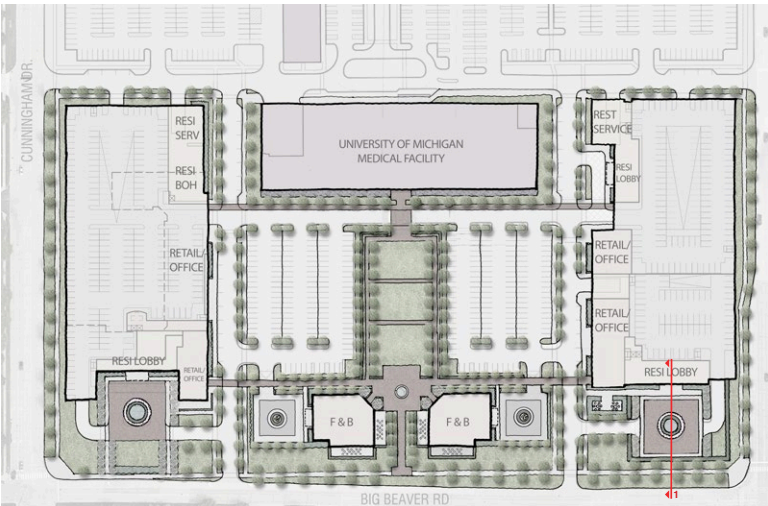 CUNNINGHAM DR.
RESI
SERV
RESI
BOH
RETAIL/
OFFICE
RESI LOBBY
RETAIL/
OFFICE
UNIVERSITY OF MICHIGAN
MEDICAL FACILITY
F & B
F & B
REST
SERVICE
RESI
LOBBY
RETAIL/
OFFICE
RETAIL/
OFFICE
RESI LOBBY
1
BIG BEAVER RD